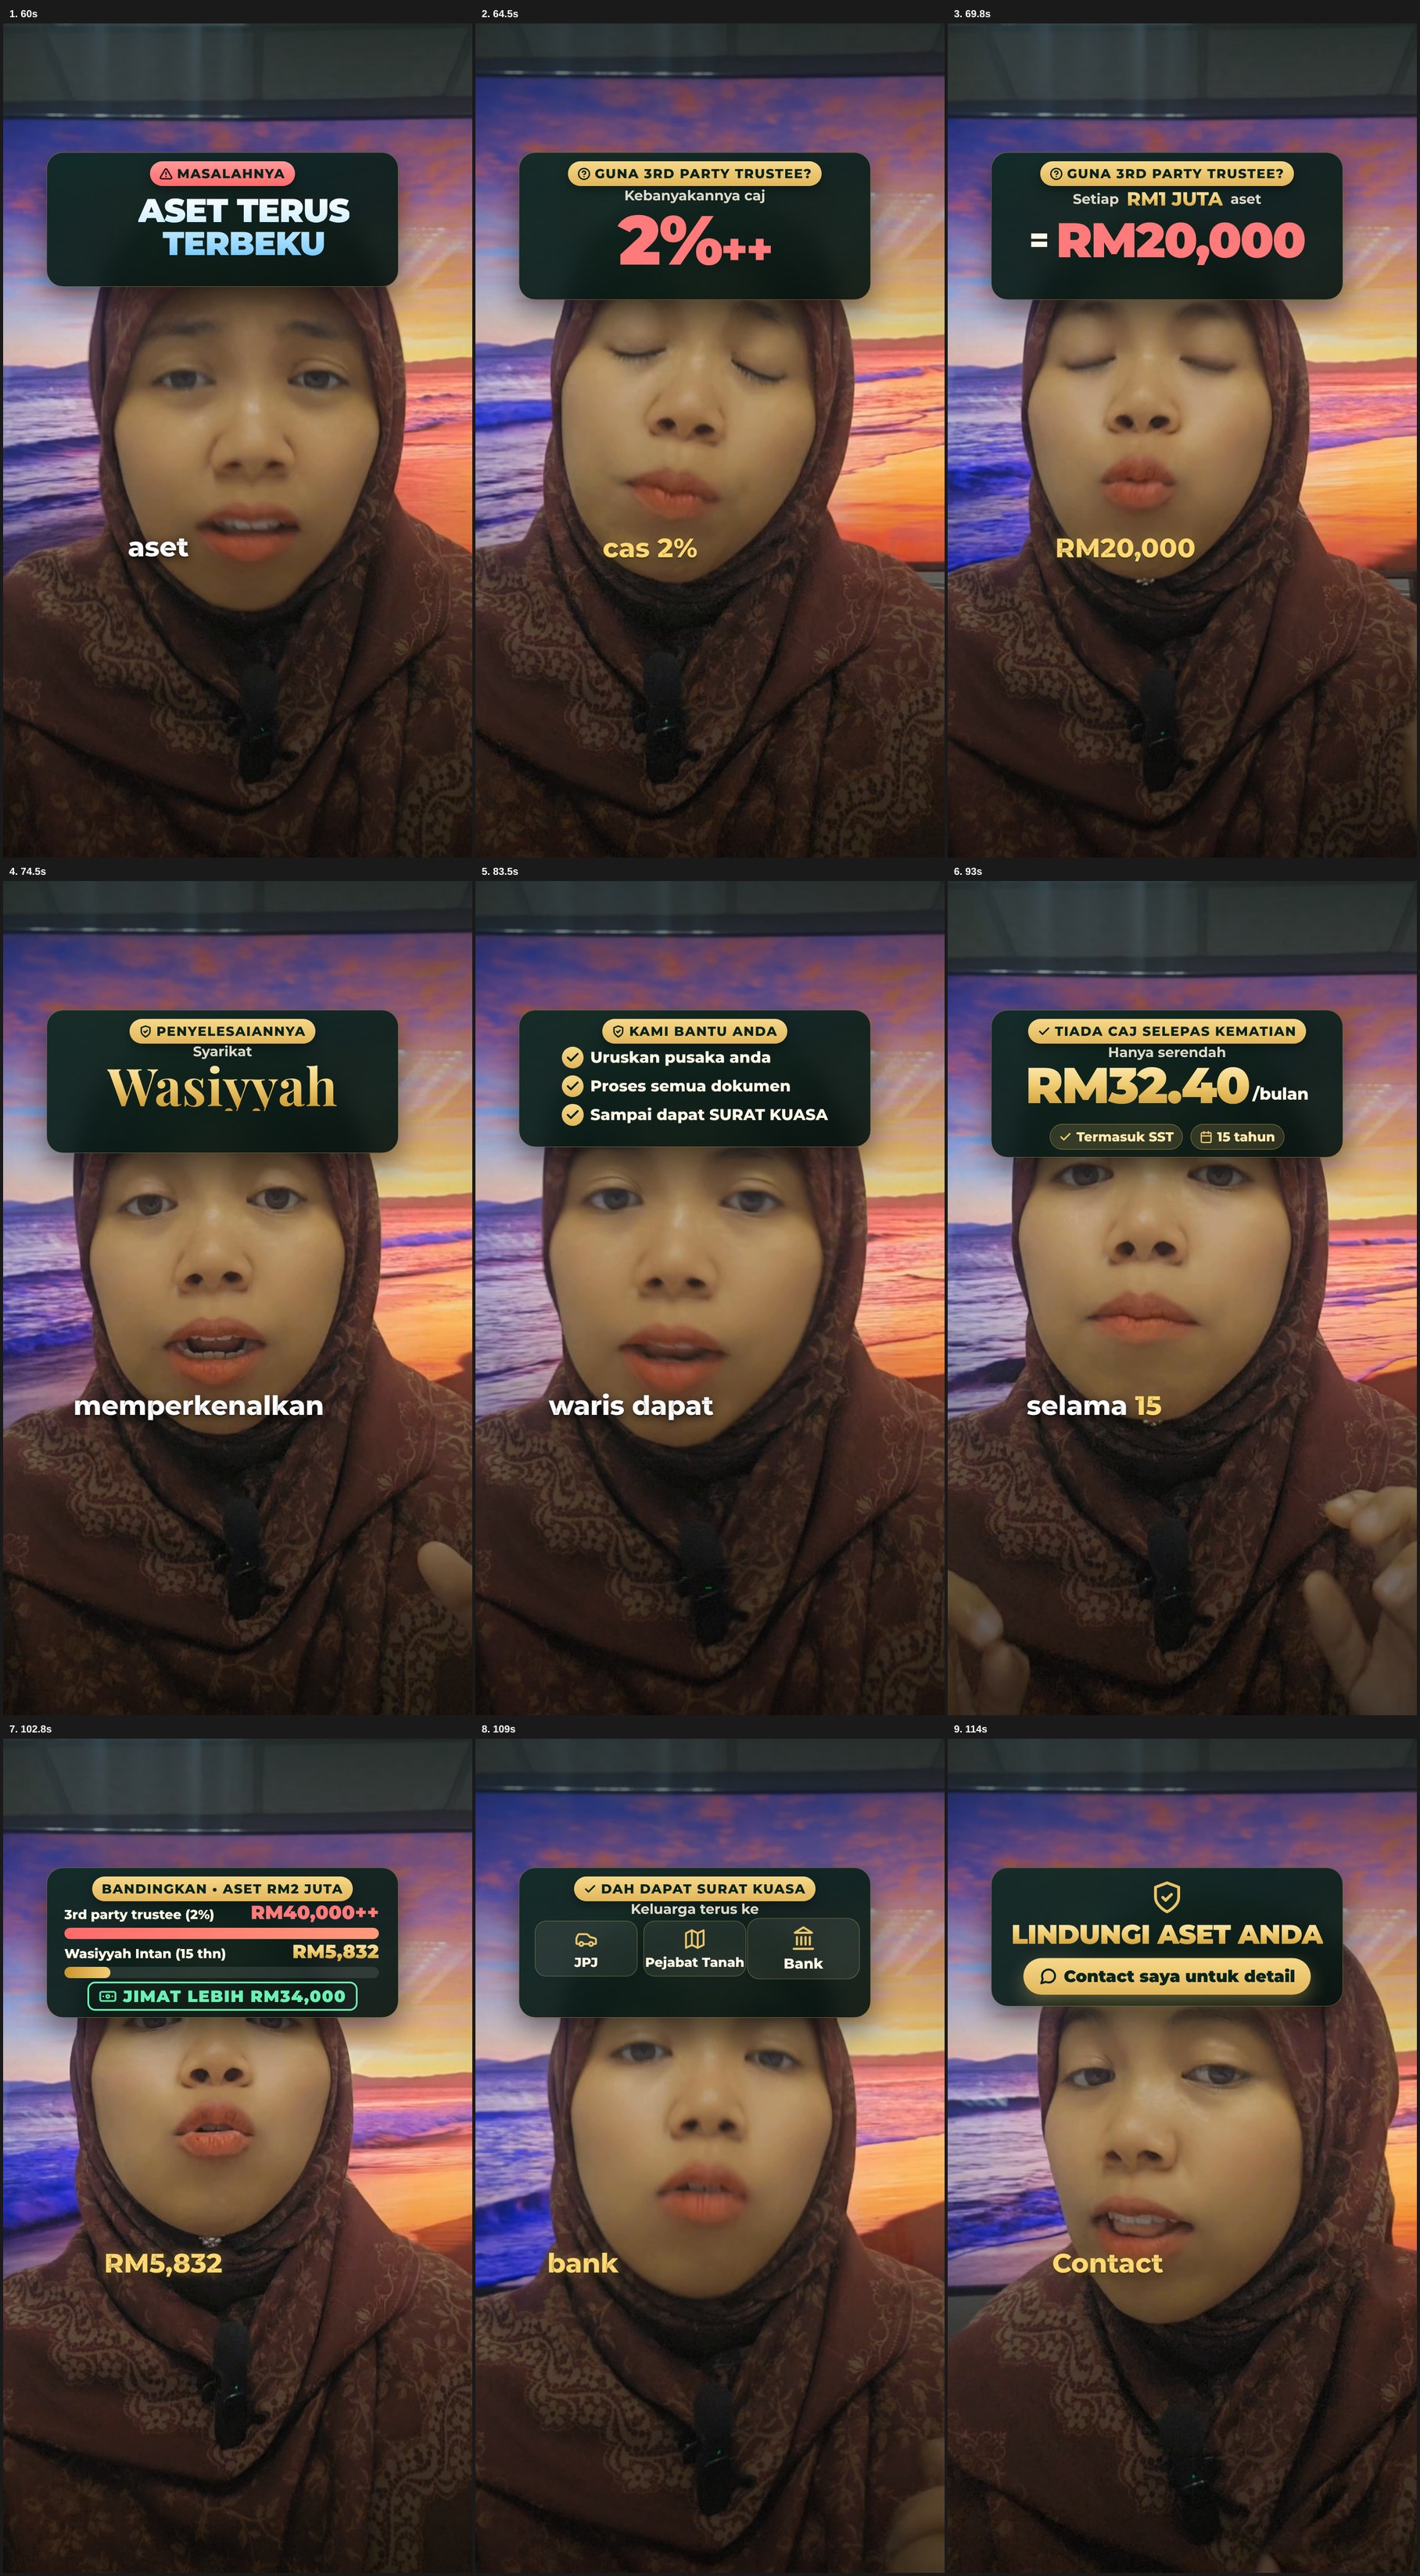 1. 60s
MASALAHNYA
ASET TERUS
TERBEKU
aset
2. 64.5s
GUNA 3RD PARTY TRUSTEE?
Kebanyakannya caj
2%++
cas 2%
3. 69.8s
GUNA 3RD PARTY TRUSTEE?
Setiap RM1 JUTA aset
= RM20,000
RM20,000
4. 74.5s
PENYELESAIANNYA
Syarikat
Wasiyyah
memperkenalkan
5. 83.5s
KAMI BANTU ANDA
Uruskan pusaka anda
Proses semua dokumen
Sampai dapat SURAT KUASA
waris dapat
6. 93s
TIADA CAJ SELEPAS KEMATIAN
Hanya serendah
RM32.40/bulan
Termasuk SST
15 tahun
selama 15
7. 102.8s
BANDINGKAN • ASET RM2 JUTA
3rd party trustee (2%) RM40,000++
Wasiyyah Intan (15 thn) RM5,832
JIMAT LEBIH RM34,000
RM5,832
8. 109s
DAH DAPAT SURAT KUASA
Keluarga terus ke
JPJ
Pejabat Tanah
Bank
bank
9. 114s
LINDUNGI ASET ANDA
Contact saya untuk detail
Contact